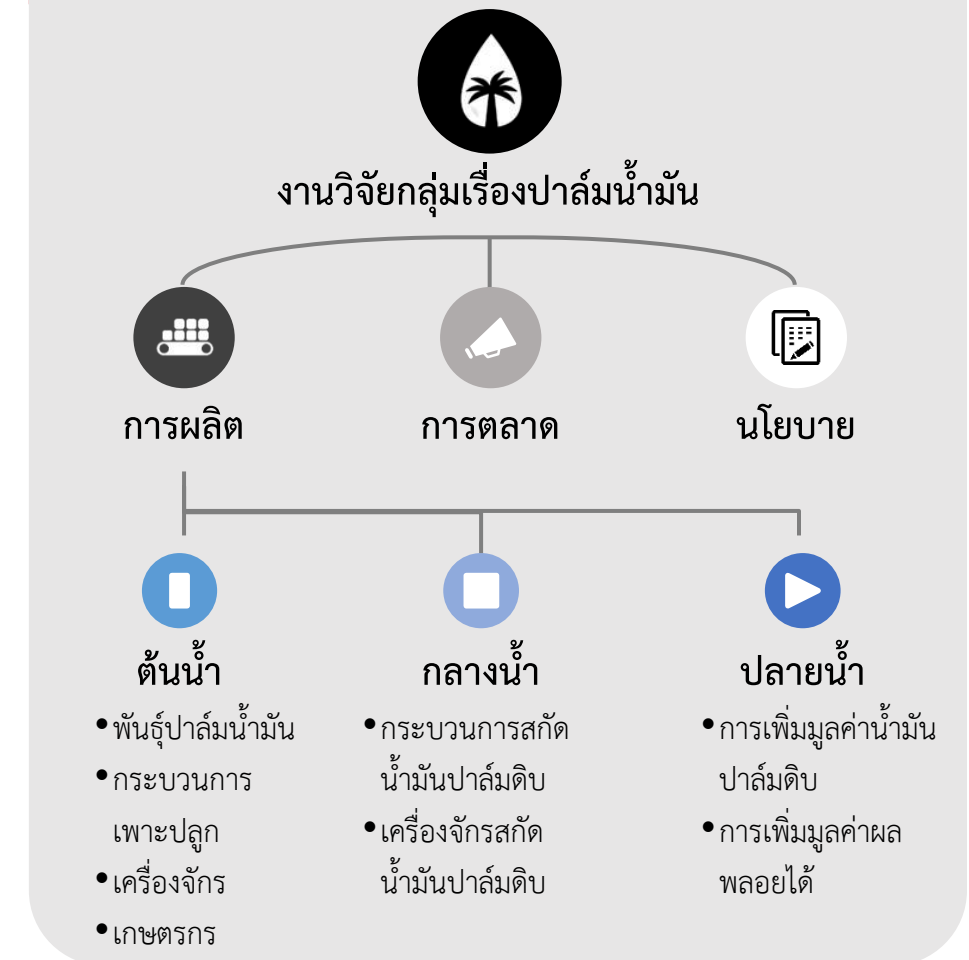 งานวิจัยกลุ่มเรื่องปาล์มน้ำมัน
การผลิต
การตลาด
นโยบาย
ต้นน้ำ
•พันธุ์ปาล์มน้ำมัน
•กระบวนการ
เพาะปลูก
•เครื่องจักร
•เกษตรกร
กลางน้ำ
•กระบวนการสกัด
น้ำมันปาล์มดิบ
•เครื่องจักรสกัด
น้ำมันปาล์มดิบ
ปลายน้ำ
•การเพิ่มมูลค่าน้ำมัน
ปาล์มดิบ
•การเพิ่มมูลค่าผล
พลอยได้